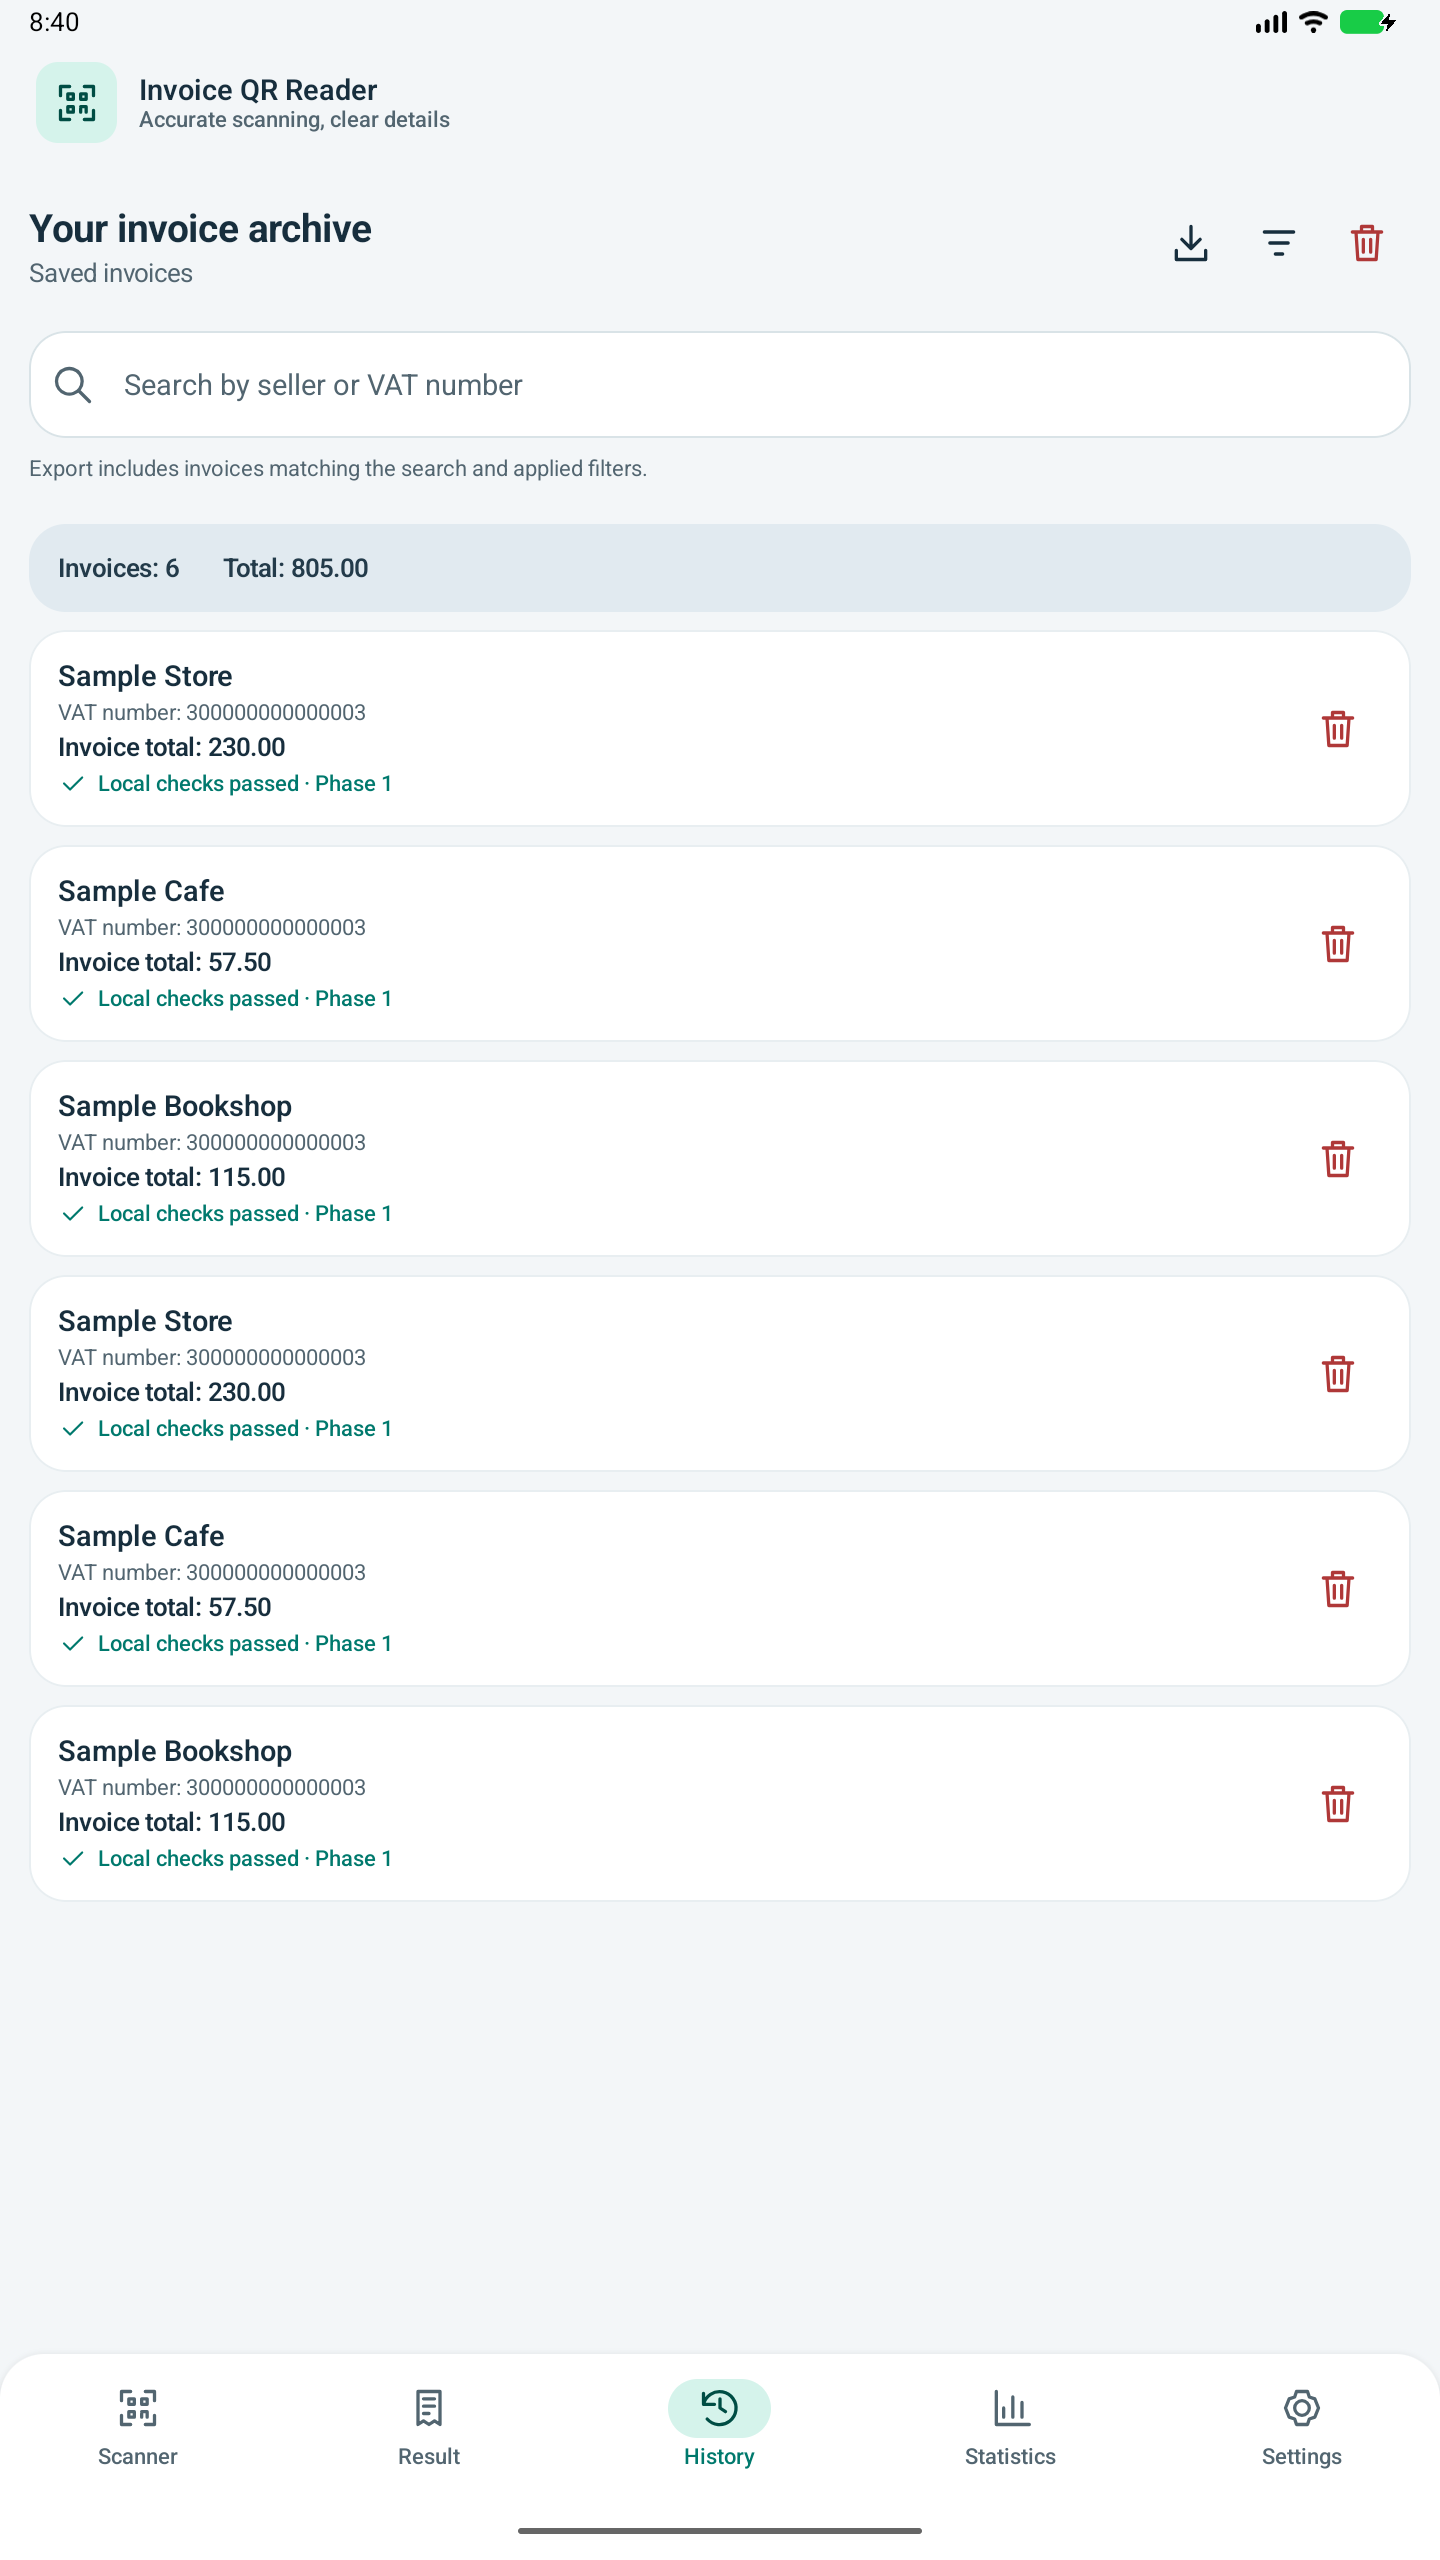 8:40
Invoice QR Reader
Accurate scanning, clear details
Your invoice archive
Saved invoices
Search by seller or VAT number
Export includes invoices matching the search and applied filters.
Invoices: 6 Total: 805.00
Sample Store
VAT number: 300000000000003
Invoice total: 230.00
Local checks passed · Phase 1
Sample Cafe
VAT number: 300000000000003
Invoice total: 57.50
Local checks passed · Phase 1
Sample Bookshop
VAT number: 300000000000003
Invoice total: 115.00
Local checks passed · Phase 1
Sample Store
VAT number: 300000000000003
Invoice total: 230.00
Local checks passed · Phase 1
Sample Cafe
VAT number: 300000000000003
Invoice total: 57.50
Local checks passed · Phase 1
Sample Bookshop
VAT number: 300000000000003
Invoice total: 115.00
Local checks passed · Phase 1
Scanner Result History Statistics Settings